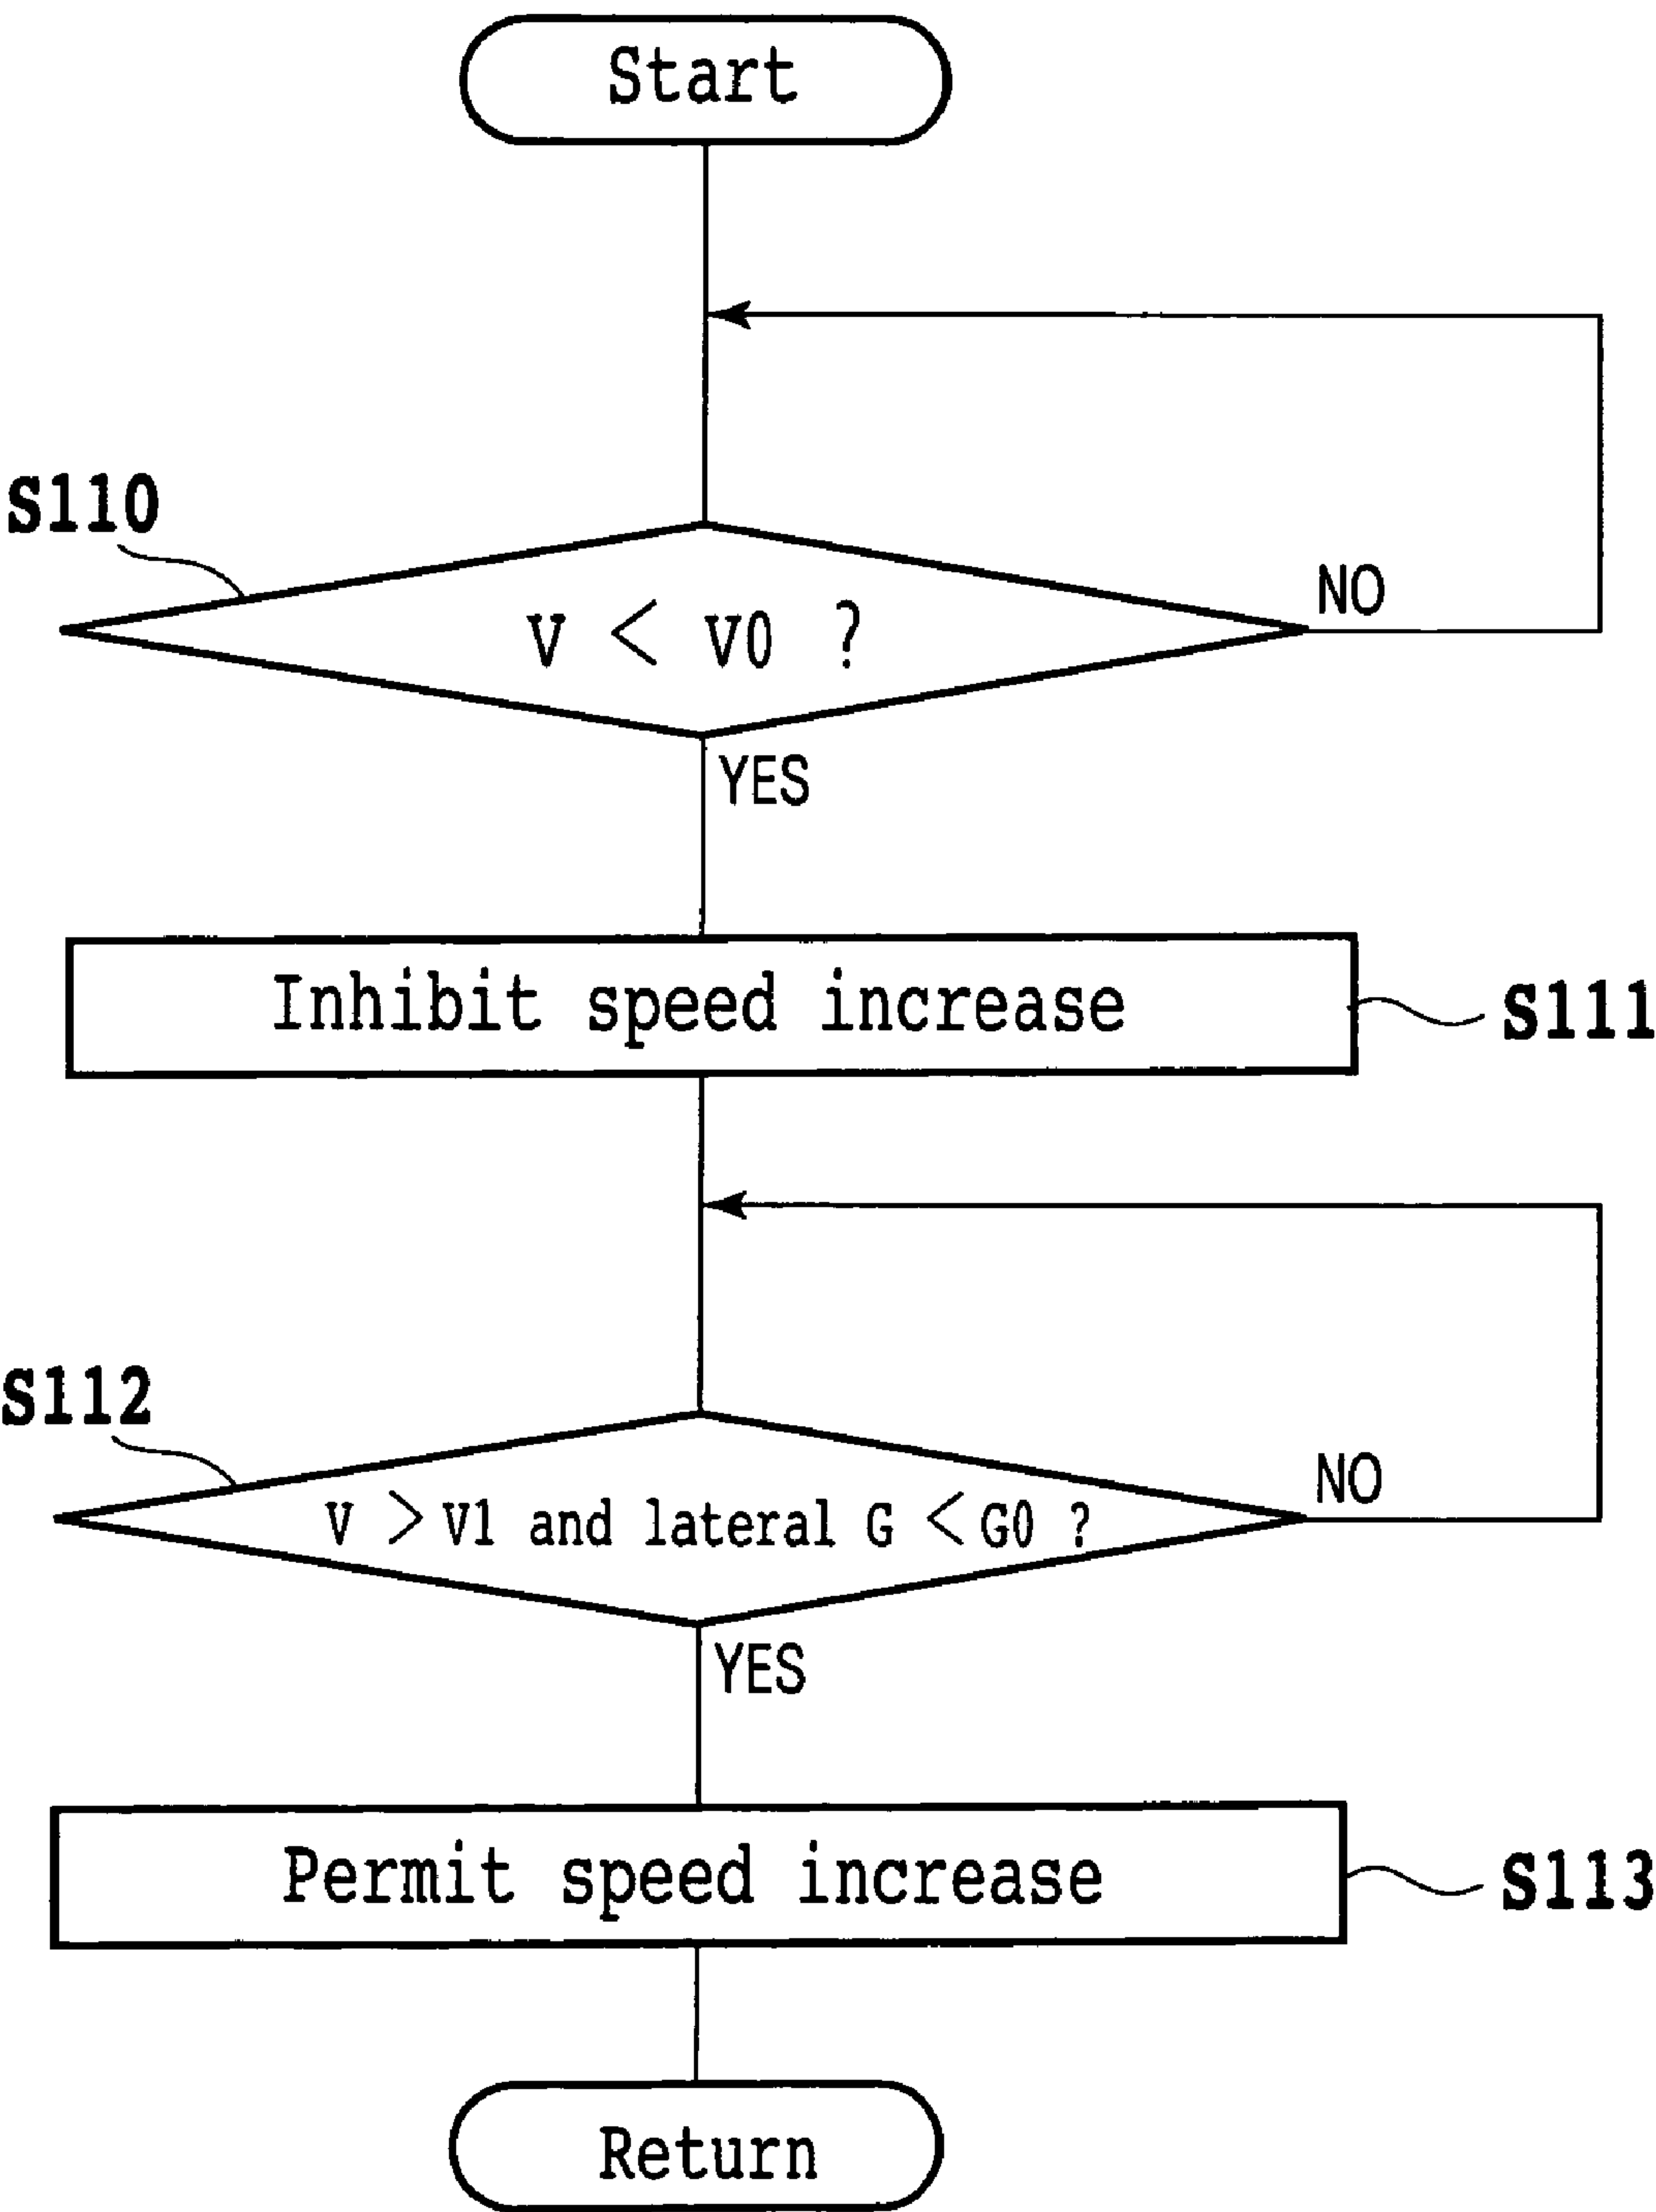 Start
S110
V < V0 ?
NO
YES
Inhibit speed increase
S111
S112
V > V1 and lateral G < G0 ?
NO
YES
Permit speed increase
S113
Return